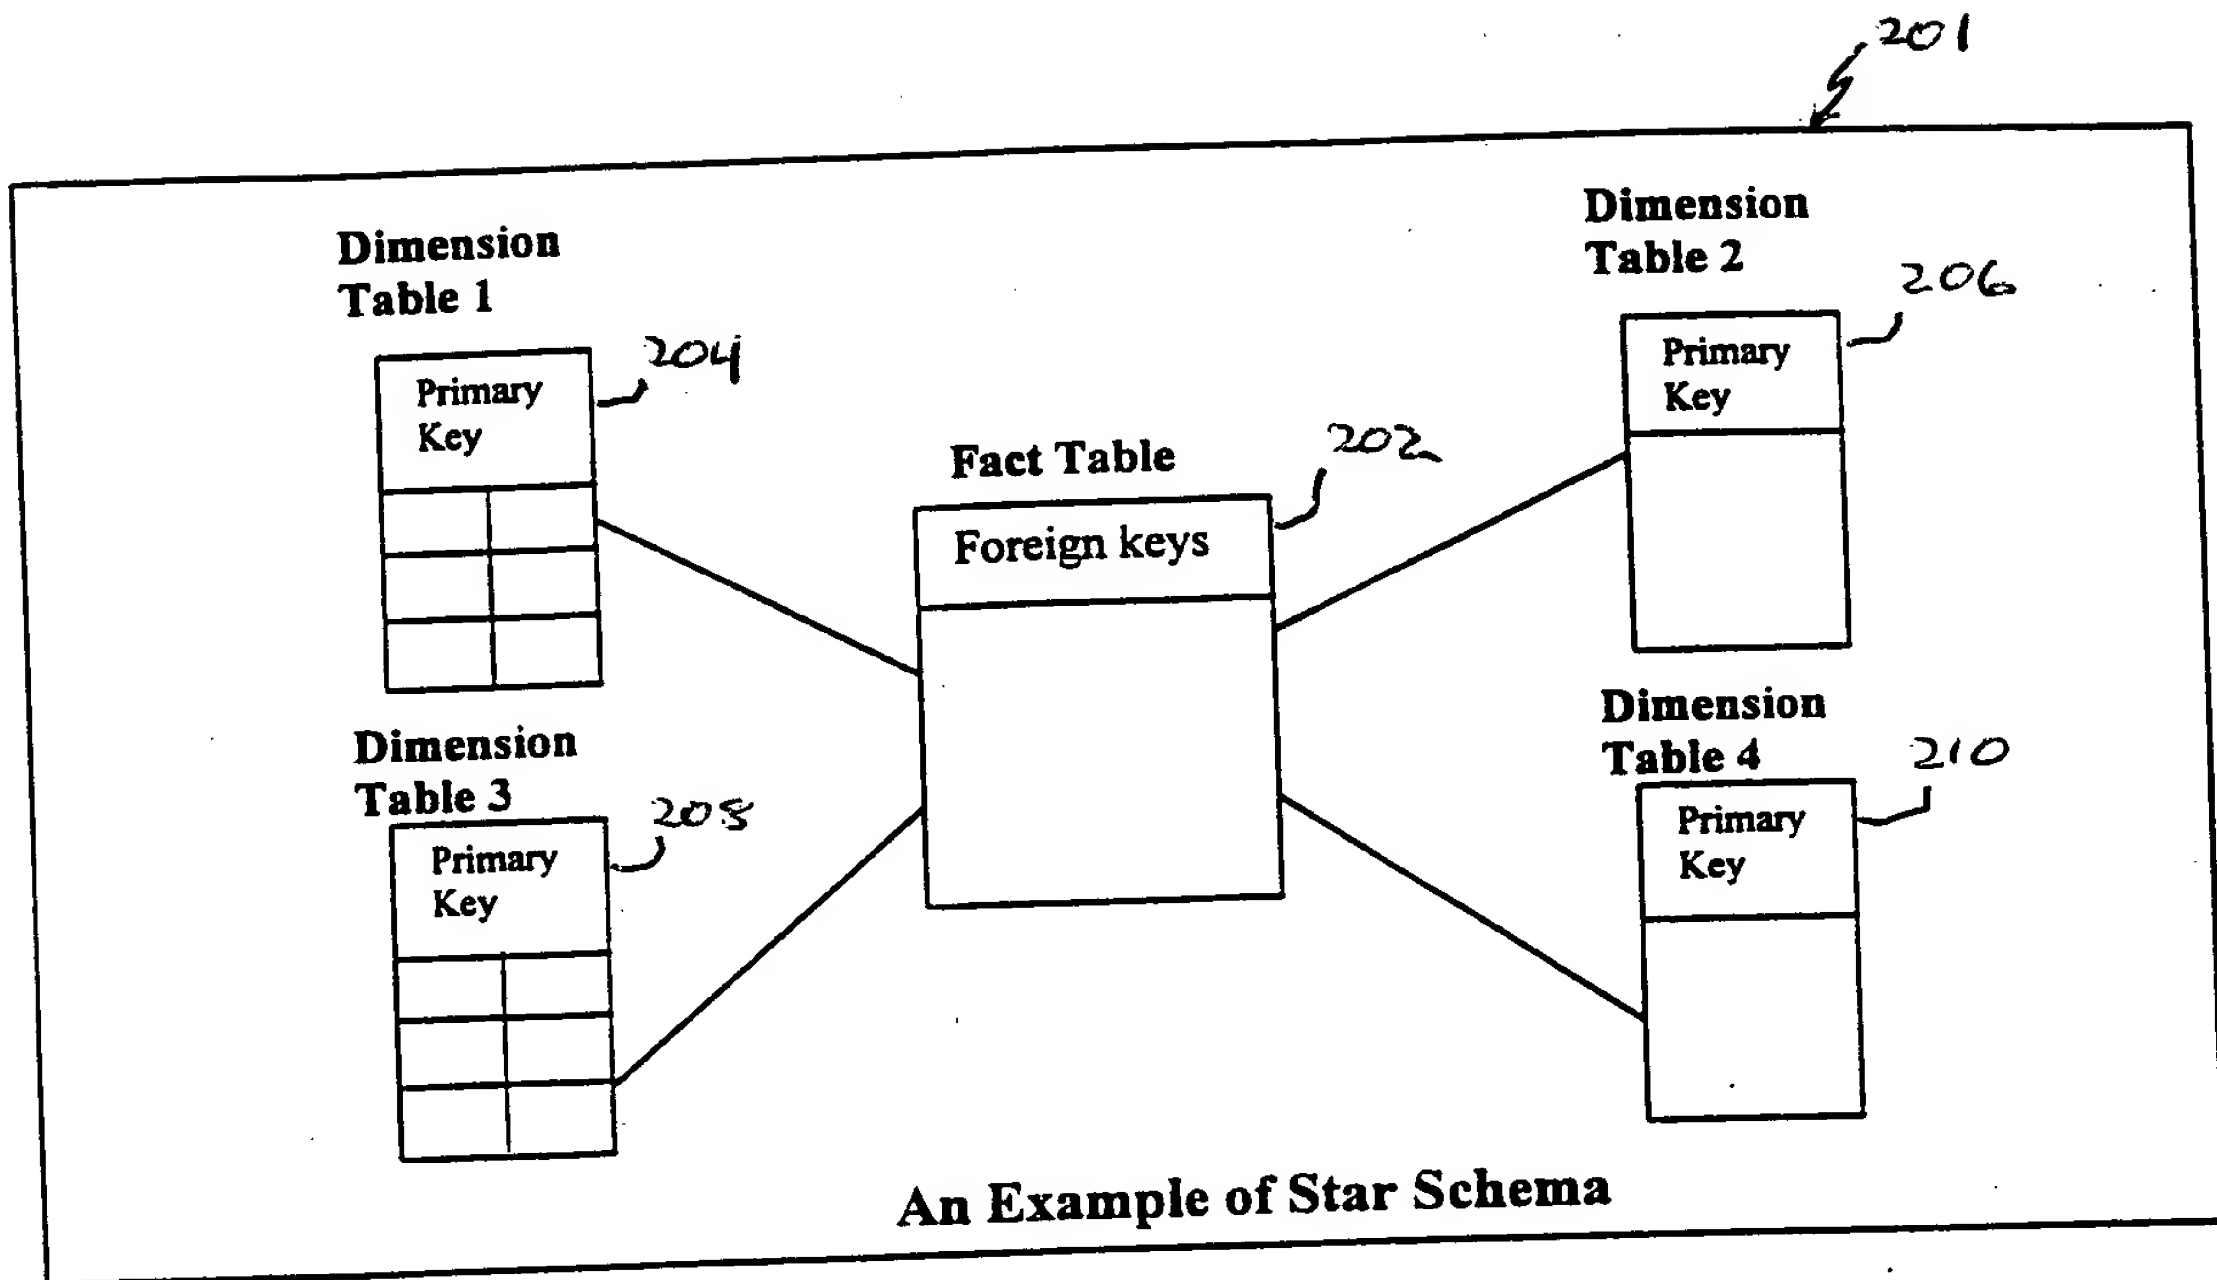 201
Dimension
Table 1
204
Primary
Key
Dimension
Table 2
206
Primary
Key
Fact Table
202
Foreign keys
Dimension
Table 3
208
Primary
Key
Dimension
Table 4
210
Primary
Key
An Example of Star Schema